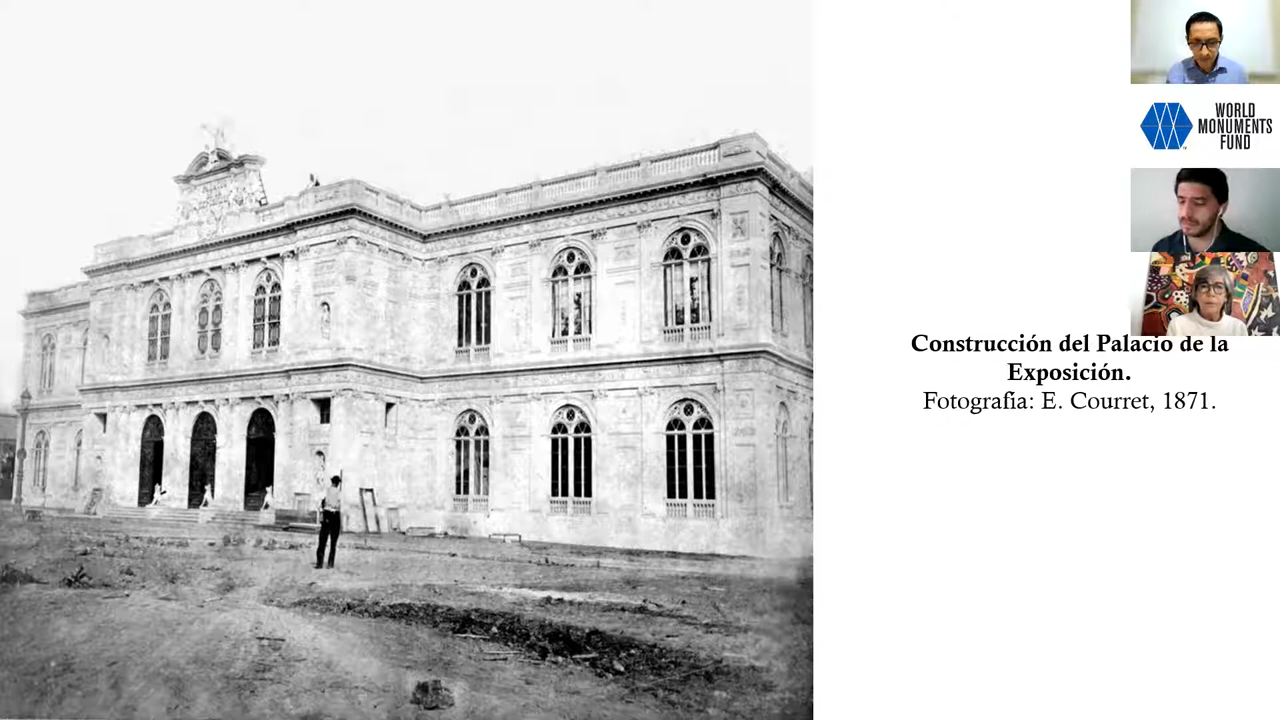 WORLD
MONUMENTS
FUND
Construcción del Palacio de la
Exposición.
Fotografía: E. Courret, 1871.